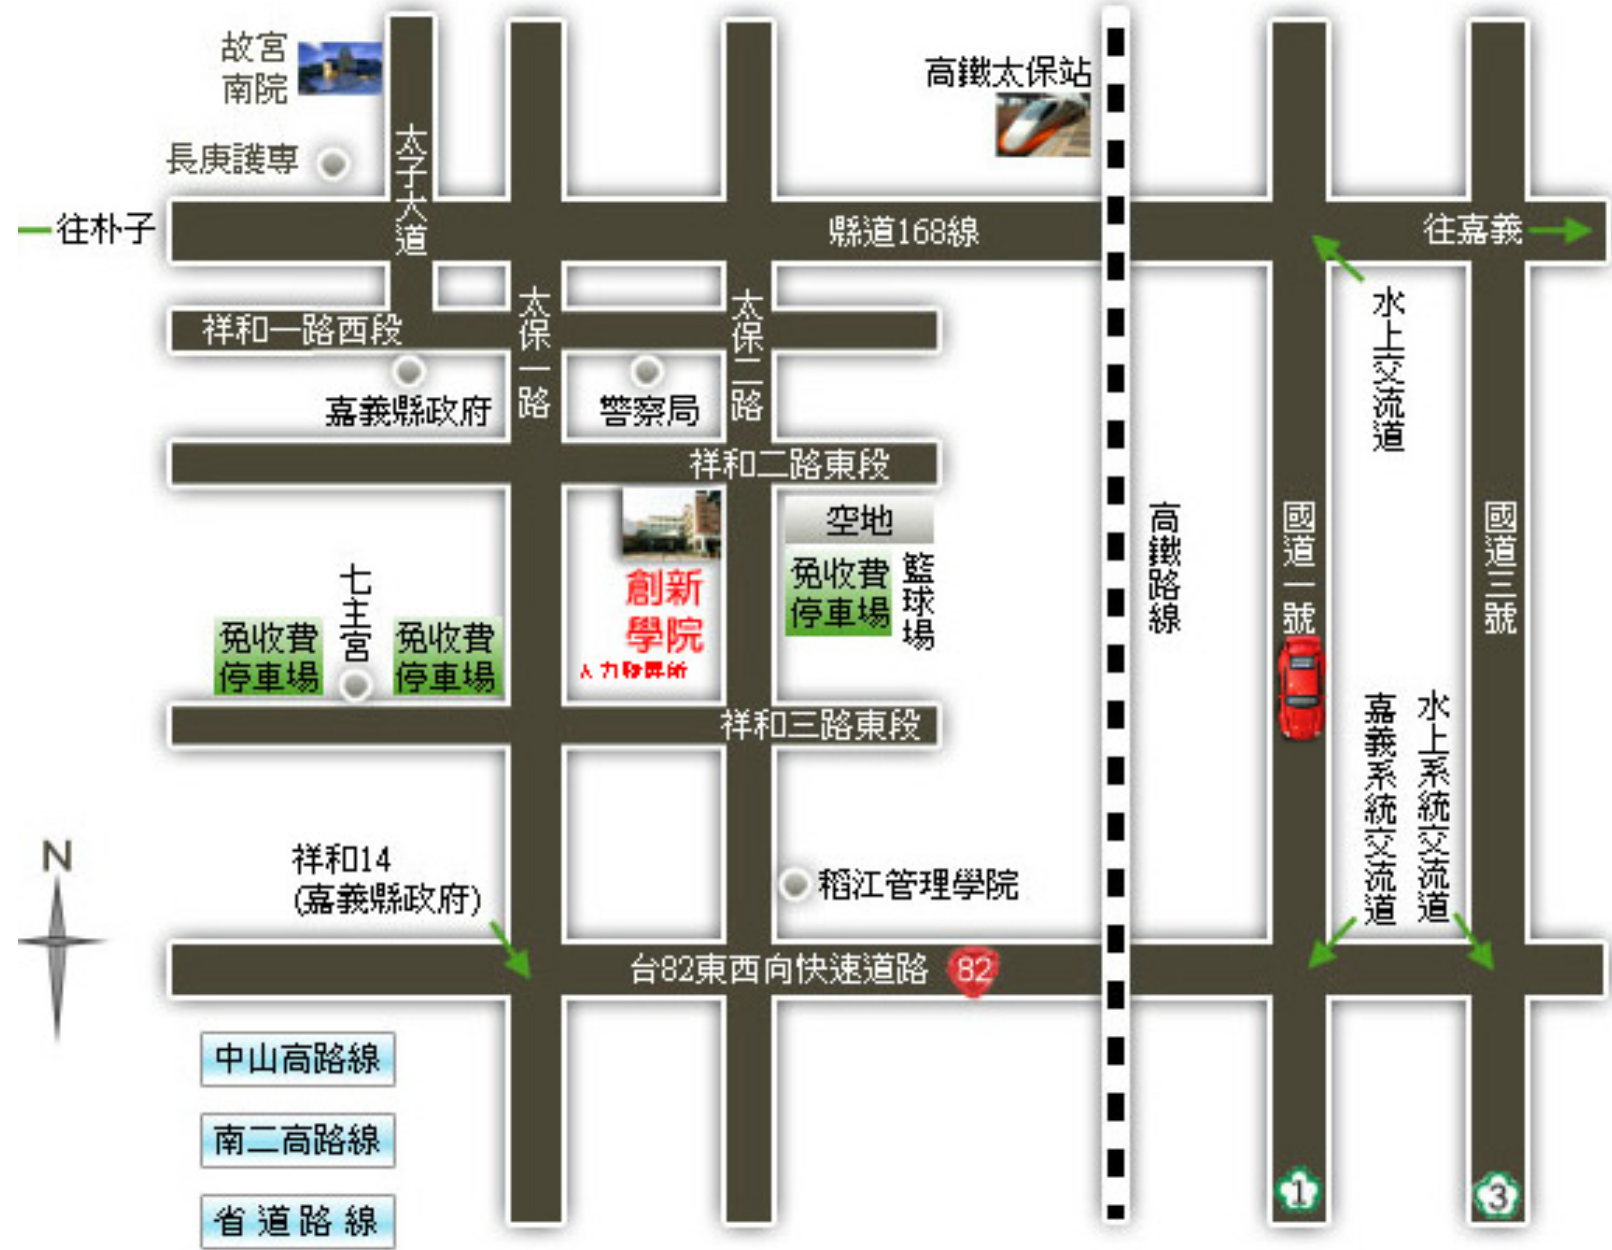 故宮
南院
高鐵太保站
長庚護專
太子大道
往朴子
縣道168線
往嘉義
水上交流道
祥和一路西段
太保一路
太保二路
嘉義縣政府
警察局
祥和二路東段
空地
免收費
停車場
籃球場
高鐵路線
國道一號
國道三號
七主宮
免收費
停車場
免收費
停車場
創新
學院
人力發展所
祥和三路東段
嘉義系統交流道
水上系統交流道
N
祥和14
(嘉義縣政府)
稻江管理學院
台82東西向快速道路
82
中山高路線
南二高路線
省道路線
1
3